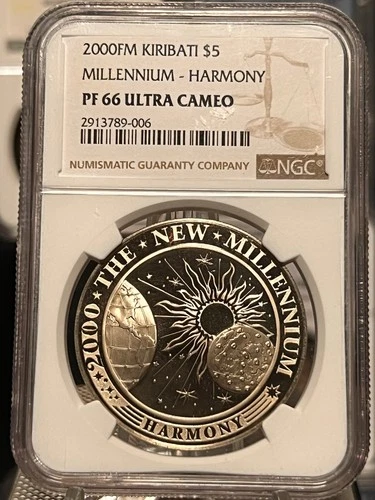 2000FM KIRIBATI $5
MILLENNIUM - HARMONY
PF 66 ULTRA CAMEO
2913789-006
NUMISMATIC GUARANTY COMPANY
NGC
2000 ★ THE ★ NEW ★ MILLENNIUM
HARMONY